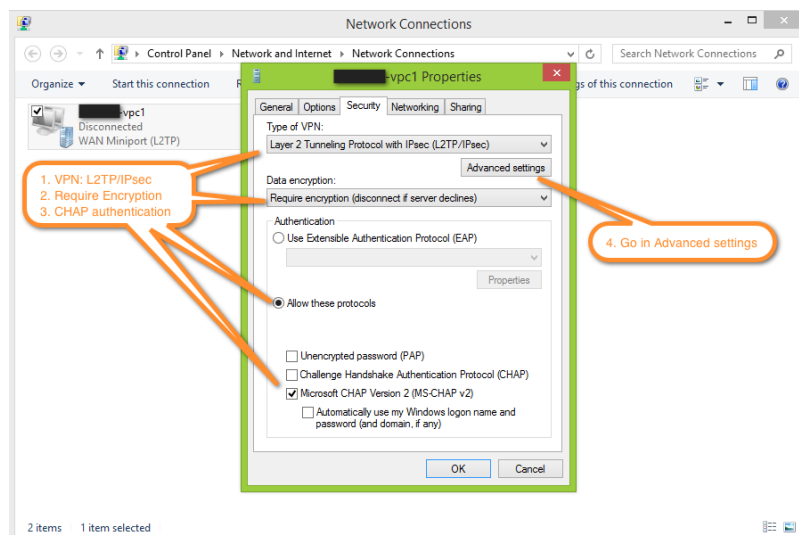 Network Connections
Control Panel
Network and Internet
Network Connections
Search Network Connections
Organize
Start this connection
gs of this connection
-vpc1 Properties
-vpc1
Disconnected
WAN Miniport (L2TP)
General
Options
Security
Networking
Sharing
Type of VPN:
Layer 2 Tunneling Protocol with IPsec (L2TP/IPsec)
Advanced settings
Data encryption:
Require encryption (disconnect if server declines)
1. VPN: L2TP/IPsec
2. Require Encryption
3. CHAP authentication
4. Go in Advanced settings
Authentication
Use Extensible Authentication Protocol (EAP)
Properties
Allow these protocols
Unencrypted password (PAP)
Challenge Handshake Authentication Protocol (CHAP)
Microsoft CHAP Version 2 (MS-CHAP v2)
Automatically use my Windows logon name and
password (and domain, if any)
OK
Cancel
2 items
1 item selected